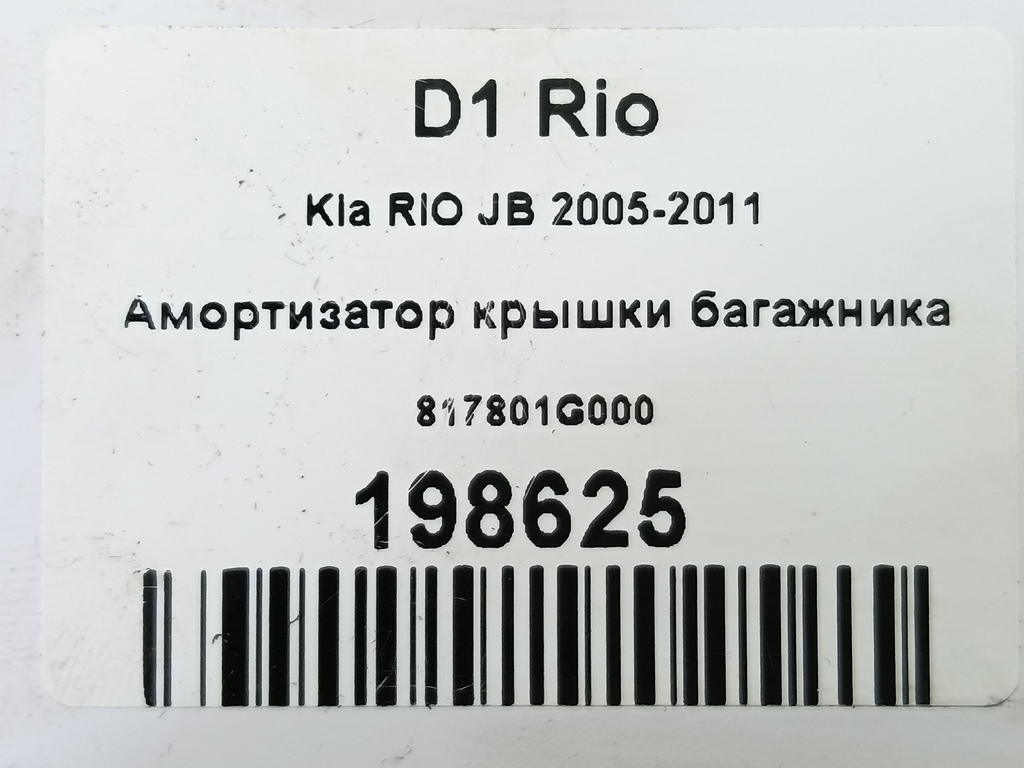 D1 Rio
Kia RIO JB 2005-2011
Амортизатор крышки багажника
817801G000
198625